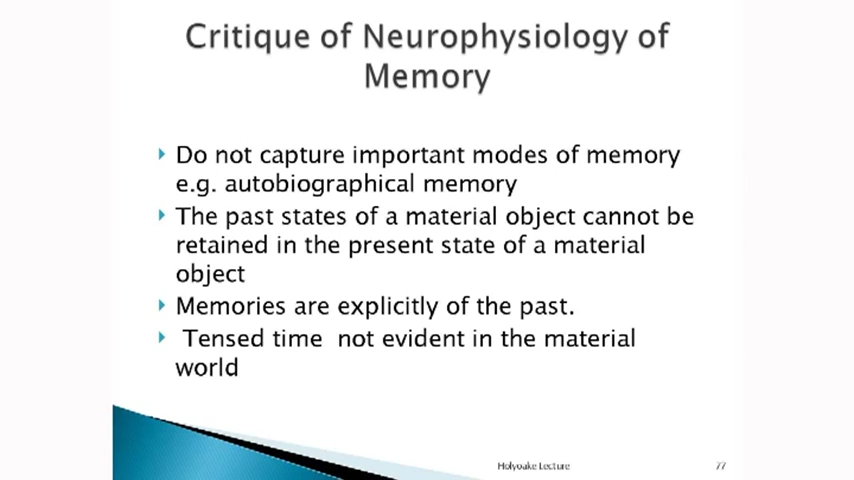 Critique of Neurophysiology of
Memory
Do not capture important modes of memory
e.g. autobiographical memory
The past states of a material object cannot be
retained in the present state of a material
object
Memories are explicitly of the past.
Tensed time not evident in the material
world
Holyoake Lecture
77